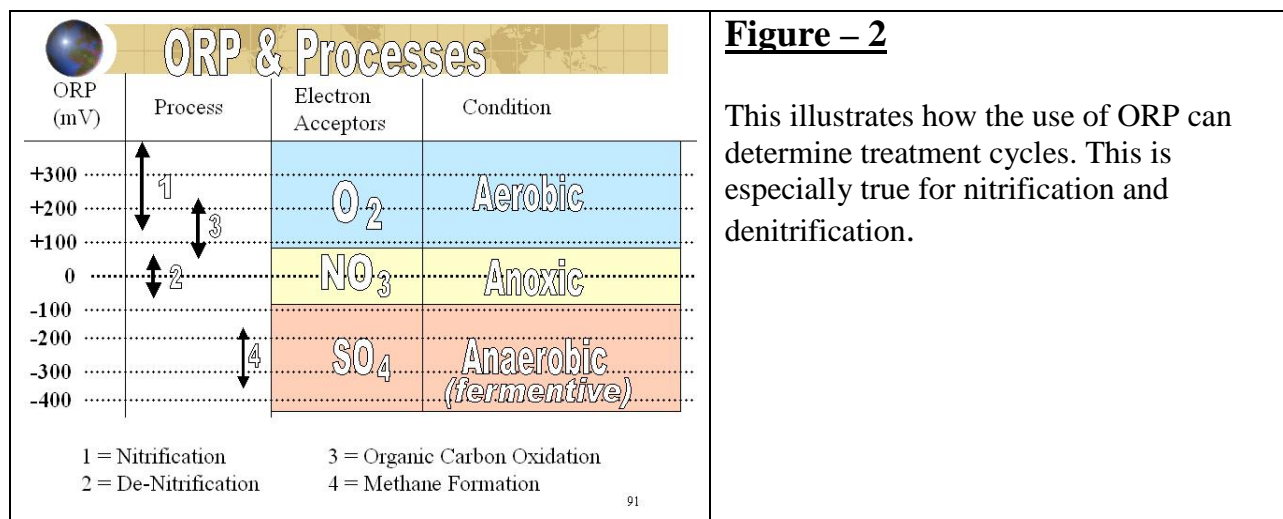 ORP & Processes
ORP
(mV)
Process
Electron
Acceptors
Condition
+300
+200
+100
0
-100
-200
-300
-400
1
3
2
4
O2
Aerobic
NO3
Anoxic
SO4
Anaerobic
(fermentive)
1 = Nitrification
3 = Organic Carbon Oxidation
2 = De-Nitrification
4 = Methane Formation
91
Figure – 2
This illustrates how the use of ORP can
determine treatment cycles. This is
especially true for nitrification and
denitrification.